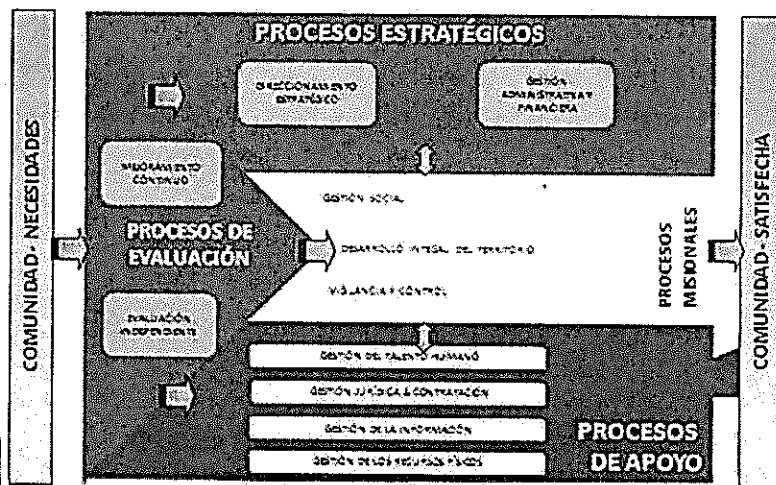 COMUNIDAD - NECESIDADES
PROCESOS ESTRATÉGICOS
DIRECCIONAMIENTO
ESTRATÉGICO
GESTIÓN
ADMINISTRATIVA Y
FINANCIERA
MEJORAMIENTO
CONTINUO
PROCESOS DE
EVALUACIÓN
EVALUACIÓN
INDEPENDIENTE
GESTIÓN SOCIAL
DESARROLLO INTEGRAL DEL TERRITORIO
VIGILANCIA Y CONTROL
PROCESOS
MISIONALES
GESTIÓN DEL TALENTO HUMANO
GESTIÓN JURÍDICA & CONTRATACIÓN
GESTIÓN DE LA INFORMACIÓN
GESTIÓN DE LOS RECURSOS FÍSICOS
PROCESOS
DE APOYO
COMUNIDAD - SATISFECHA